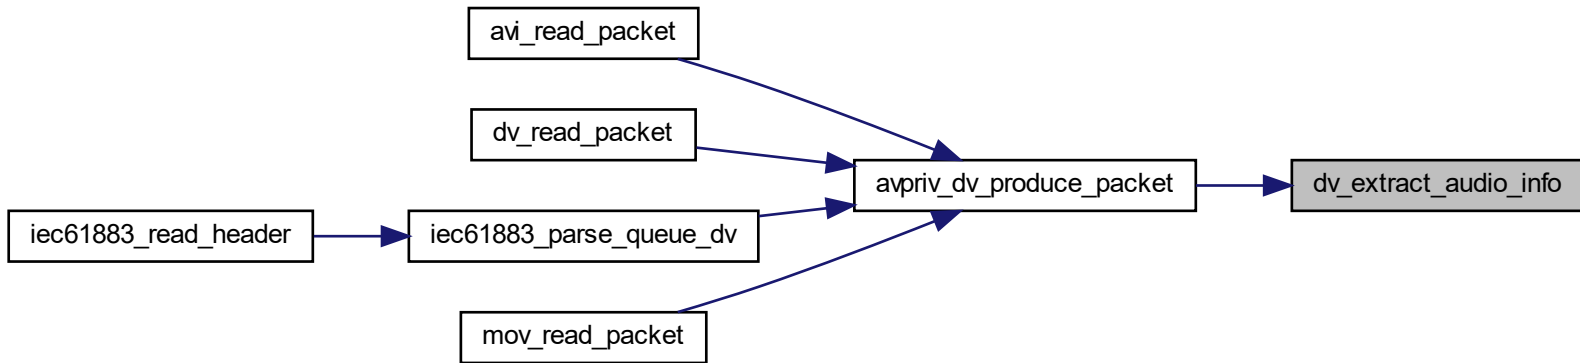 avi_read_packet
dv_read_packet
avpriv_dv_produce_packet
dv_extract_audio_info
iec61883_read_header
iec61883_parse_queue_dv
mov_read_packet